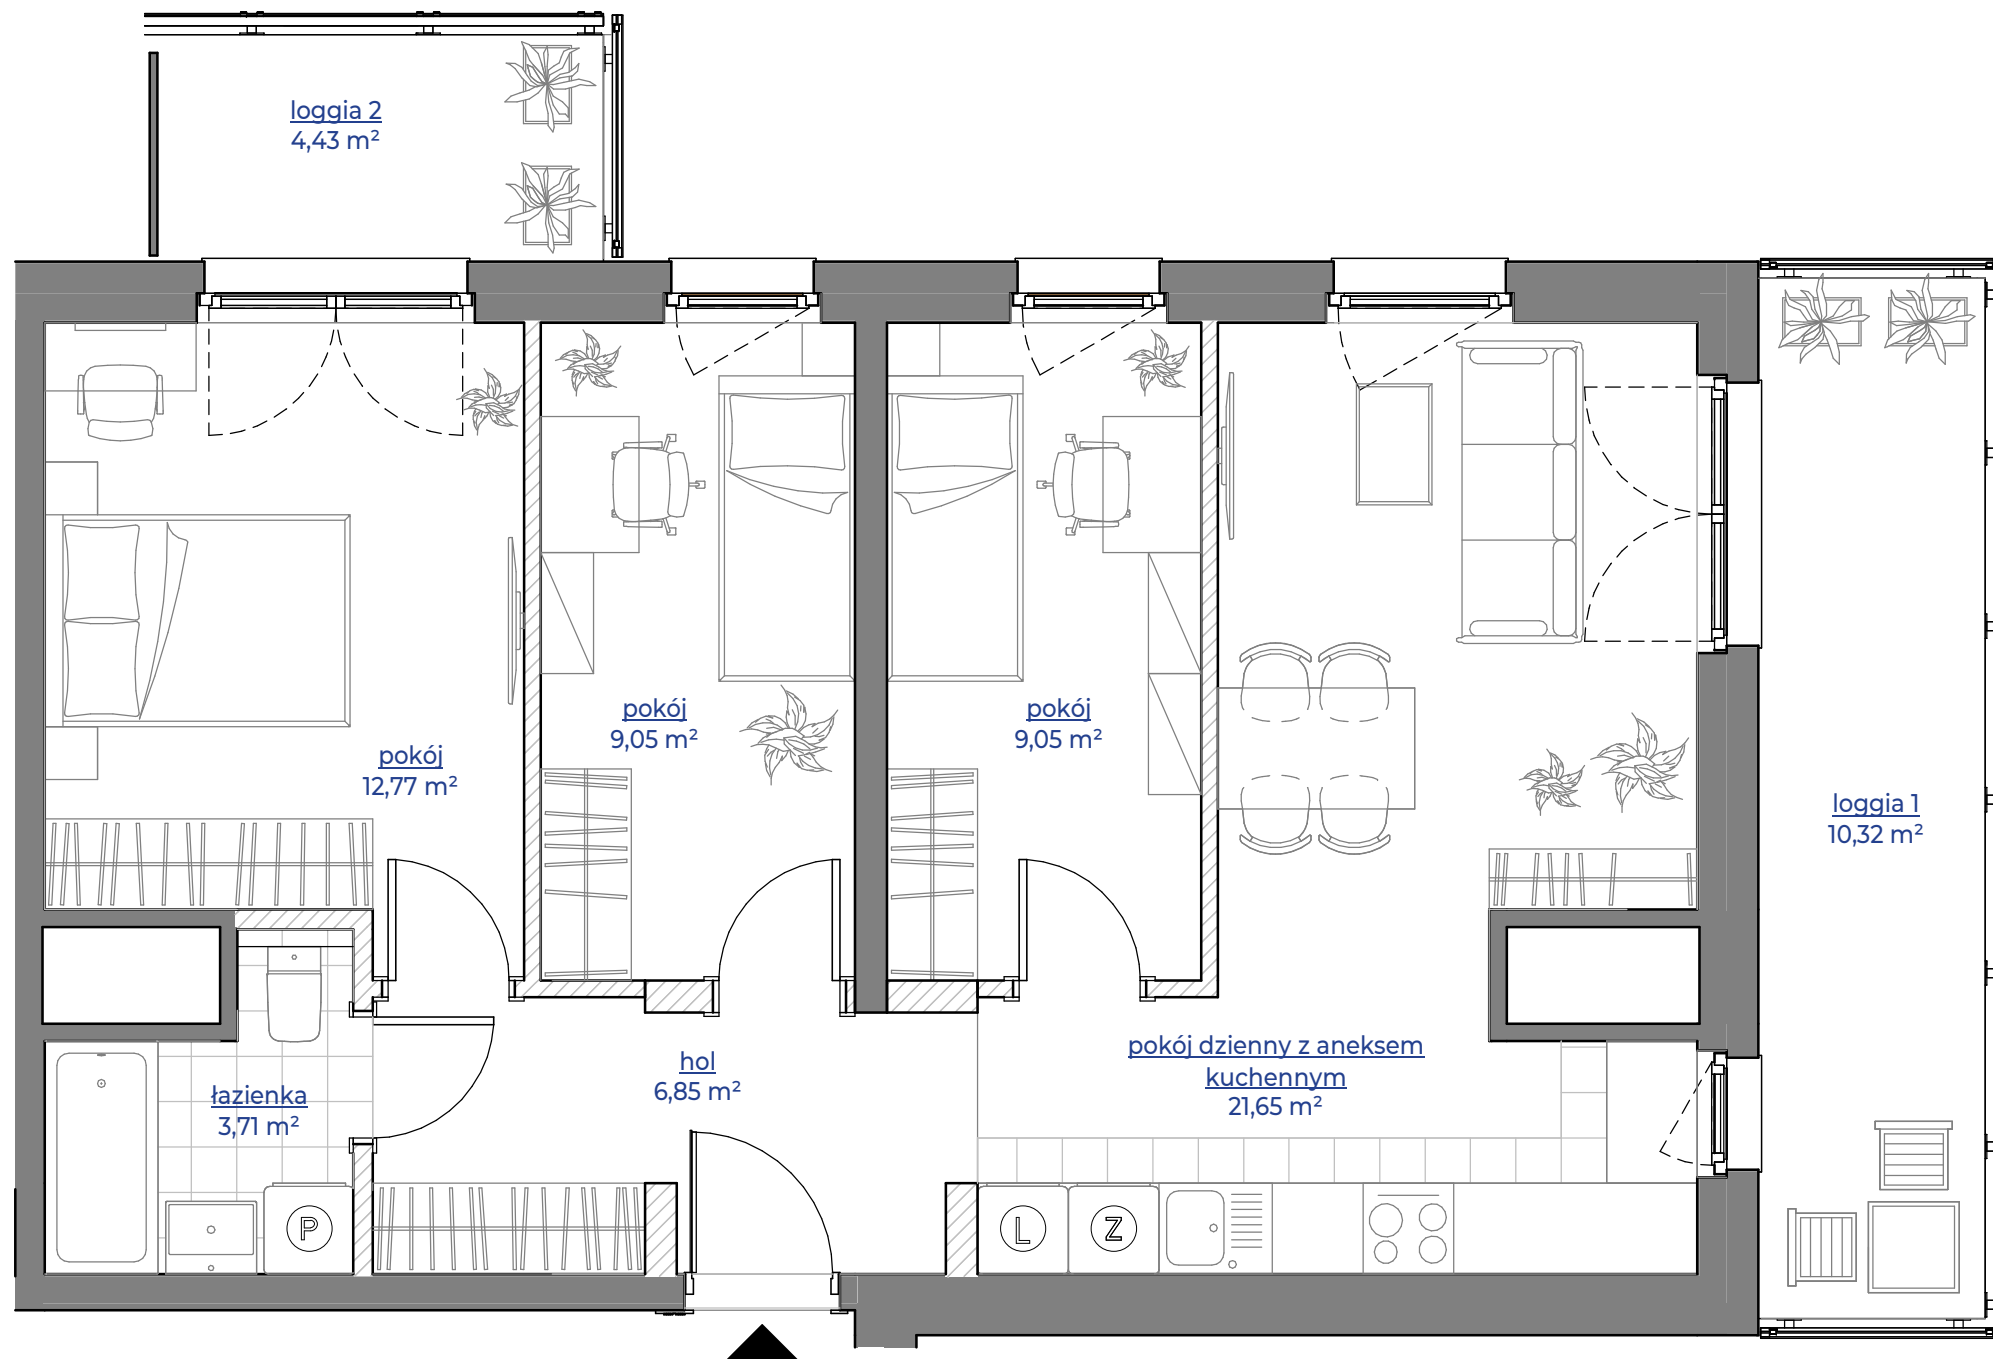 loggia 2
4,43 m²
pokój
12,77 m²
pokój
9,05 m²
pokój
9,05 m²
loggia 1
10,32 m²
hol
6,85 m²
pokój dzienny z aneksem
kuchennym
21,65 m²
łazienka
3,71 m²
P
L
Z